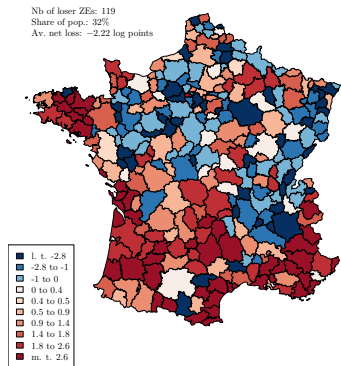 Nb of loser ZEs: 119
Share of pop.: 32%
Av. net loss: −2.22 log points
l. t. -2.8
-2.8 to -1
-1 to 0
0 to 0.4
0.4 to 0.5
0.5 to 0.9
0.9 to 1.4
1.4 to 1.8
1.8 to 2.6
m. t. 2.6